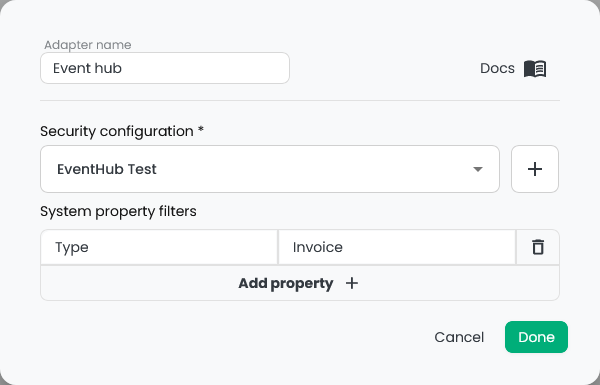 Adapter name
Event hub
Docs
Security configuration *
EventHub Test
System property filters
Type Invoice
Add property
Cancel Done